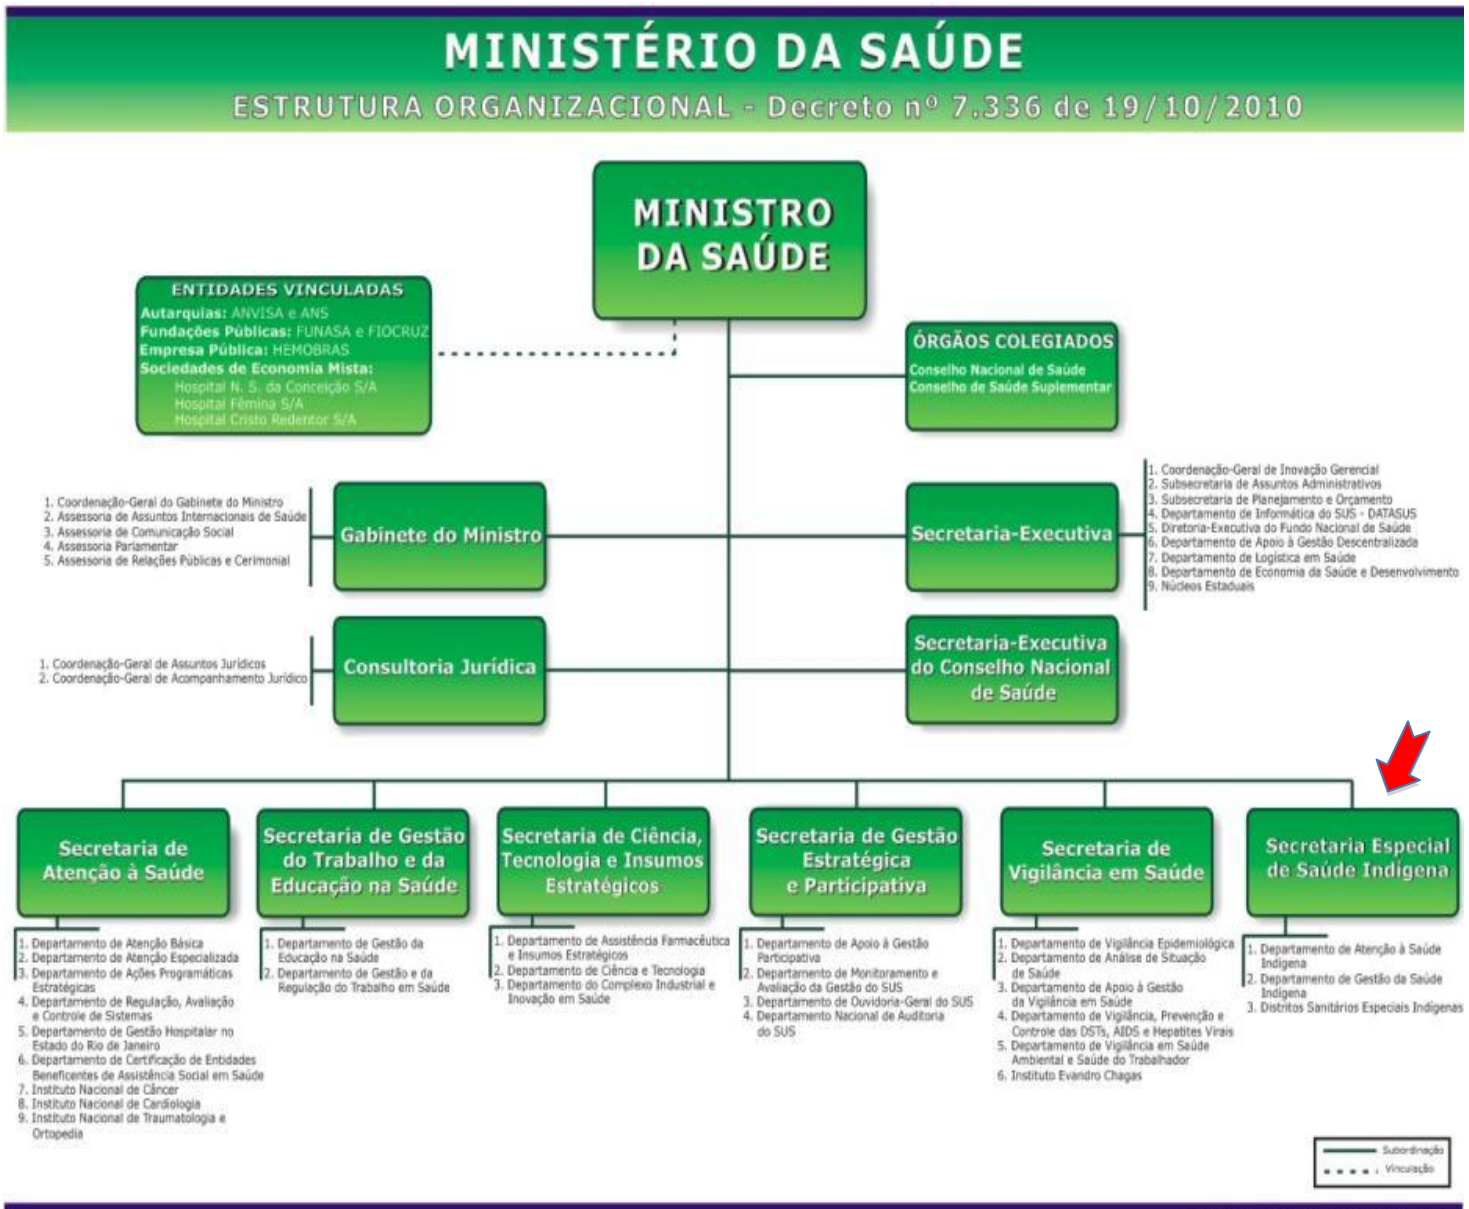 MINISTÉRIO DA SAÚDE
ESTRUTURA ORGANIZACIONAL - Decreto nº 7.336 de 19/10/2010
MINISTRO
DA SAÚDE
ENTIDADES VINCULADAS
Autarquias: ANVISA e ANS
Fundações Públicas: FUNASA e FIOCRUZ
Empresa Pública: HEMOBRAS
Sociedades de Economia Mista:
Hospital N. S. da Conceição S/A
Hospital Fêmina S/A
Hospital Cristo Redentor S/A
ÓRGÃOS COLEGIADOS
Conselho Nacional de Saúde
Conselho de Saúde Suplementar
1. Coordenação-Geral do Gabinete do Ministro
2. Assessoria de Assuntos Internacionais de Saúde
3. Assessoria de Comunicação Social
4. Assessoria Parlamentar
5. Assessoria de Relações Públicas e Cerimonial
Gabinete do Ministro
Secretaria-Executiva
1. Coordenação-Geral de Inovação Gerencial
2. Subsecretaria de Assuntos Administrativos
3. Subsecretaria de Planejamento e Orçamento
4. Departamento de Informática do SUS - DATASUS
5. Diretoria-Executiva do Fundo Nacional de Saúde
6. Departamento de Apoio à Gestão Descentralizada
7. Departamento de Logística em Saúde
8. Departamento de Economia da Saúde e Desenvolvimento
9. Núcleos Estaduais
1. Coordenação-Geral de Assuntos Jurídicos
2. Coordenação-Geral de Acompanhamento Jurídico
Consultoria Jurídica
Secretaria-Executiva
do Conselho Nacional
de Saúde
Secretaria de
Atenção à Saúde
1. Departamento de Atenção Básica
2. Departamento de Atenção Especializada
3. Departamento de Ações Programáticas
Estratégicas
4. Departamento de Regulação, Avaliação
e Controle de Sistemas
5. Departamento de Gestão Hospitalar no
Estado do Rio de Janeiro
6. Departamento de Certificação de Entidades
Beneficentes de Assistência Social em Saúde
7. Instituto Nacional de Câncer
8. Instituto Nacional de Cardiologia
9. Instituto Nacional de Traumatologia e
Ortopedia
Secretaria de Gestão
do Trabalho e da
Educação na Saúde
1. Departamento de Gestão da
Educação na Saúde
2. Departamento de Gestão e da
Regulação do Trabalho em Saúde
Secretaria de Ciência,
Tecnologia e Insumos
Estratégicos
1. Departamento de Assistência Farmacêutica
e Insumos Estratégicos
2. Departamento de Ciência e Tecnologia
3. Departamento do Complexo Industrial e
Inovação em Saúde
Secretaria de Gestão
Estratégica
e Participativa
1. Departamento de Apoio à Gestão
Participativa
2. Departamento de Monitoramento e
Avaliação da Gestão do SUS
3. Departamento de Ouvidoria-Geral do SUS
4. Departamento Nacional de Auditoria
do SUS
Secretaria de
Vigilância em Saúde
1. Departamento de Vigilância Epidemiológica
2. Departamento de Análise de Situação
de Saúde
3. Departamento de Apoio à Gestão
da Vigilância em Saúde
4. Departamento de Vigilância, Prevenção e
Controle das DSTs, AIDS e Hepatites Virais
5. Departamento de Vigilância em Saúde
Ambiental e Saúde do Trabalhador
6. Instituto Evandro Chagas
Secretaria Especial
de Saúde Indígena
1. Departamento de Atenção à Saúde
Indígena
2. Departamento de Gestão da Saúde
Indígena
3. Distritos Sanitários Especiais Indígenas
Subordinação
Vinculação